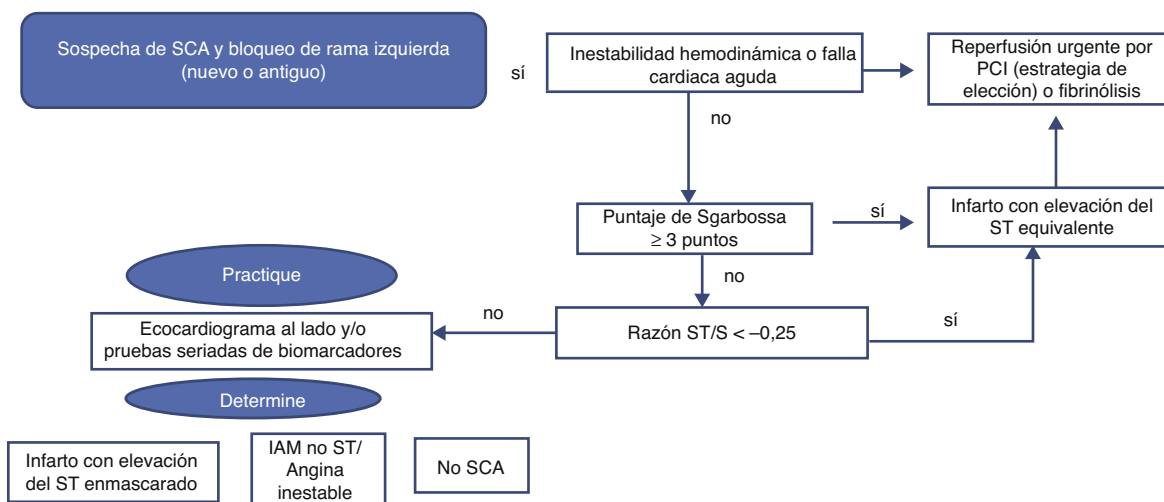 Sospecha de SCA y bloqueo de rama izquierda
(nuevo o antiguo)
sí
Inestabilidad hemodinámica o falla
cardiaca aguda
Reperfusión urgente por
PCI (estrategia de
elección) o fibrinólisis
no
Puntaje de Sgarbossa
≥ 3 puntos
sí
Infarto con elevación del
ST equivalente
no
Practique
Ecocardiograma al lado y/o
pruebas seriadas de biomarcadores
no
Razón ST/S < –0,25
sí
Determine
Infarto con elevación
del ST enmascarado
IAM no ST/
Angina
inestable
No SCA